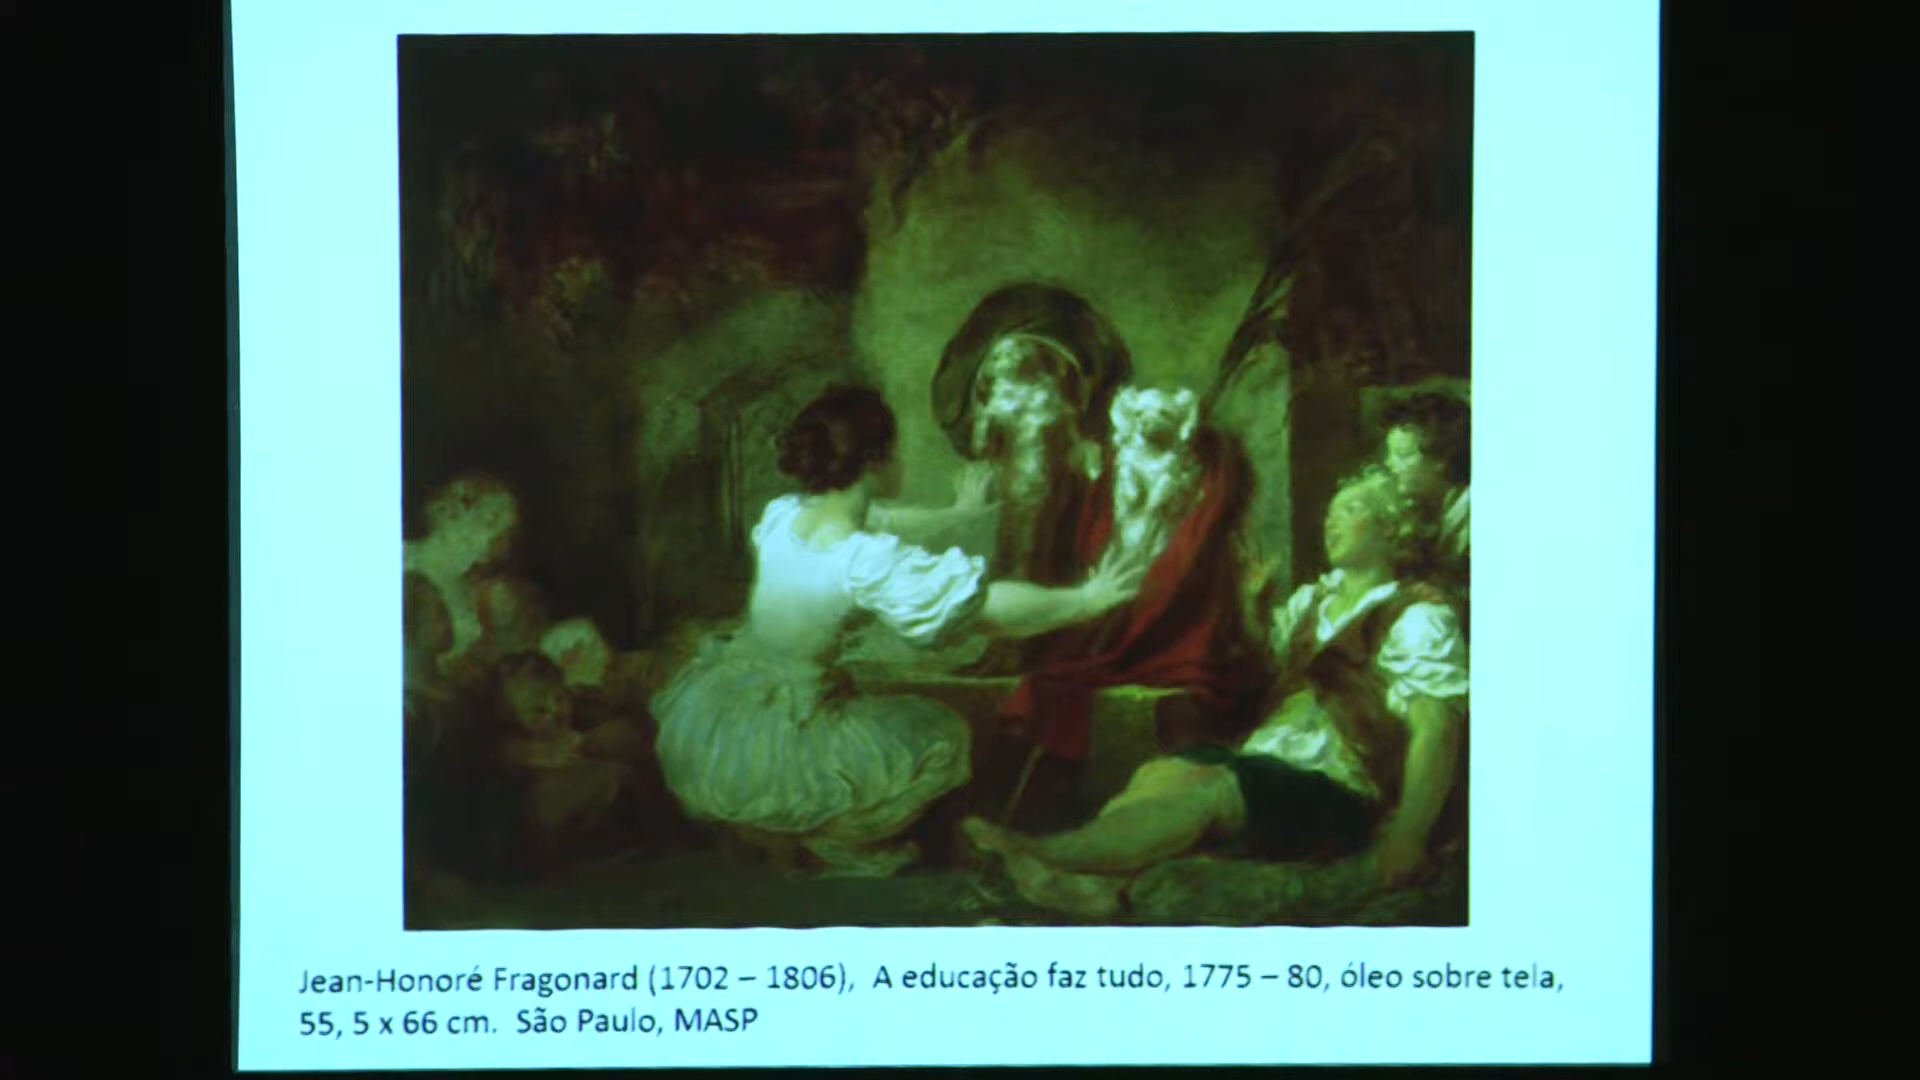 Jean-Honoré Fragonard (1702 – 1806), A educação faz tudo, 1775 – 80, óleo sobre tela,
55, 5 x 66 cm. São Paulo, MASP